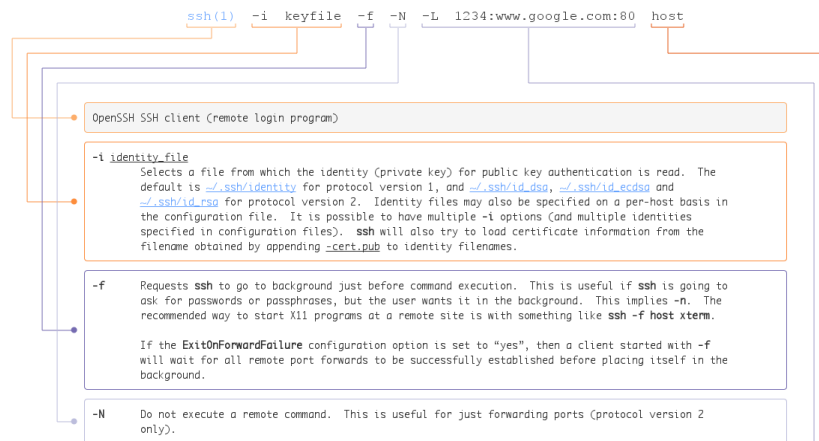 ssh(1) -i keyfile -f -N -L 1234:www.google.com:80 host
OpenSSH SSH client (remote login program)
-i identity_file
Selects a file from which the identity (private key) for public key authentication is read. The
default is ~/.ssh/identity for protocol version 1, and ~/.ssh/id_dsa, ~/.ssh/id_ecdsa and
~/.ssh/id_rsa for protocol version 2. Identity files may also be specified on a per-host basis in
the configuration file. It is possible to have multiple -i options (and multiple identities
specified in configuration files). ssh will also try to load certificate information from the
filename obtained by appending -cert.pub to identity filenames.
-f Requests ssh to go to background just before command execution. This is useful if ssh is going to
ask for passwords or passphrases, but the user wants it in the background. This implies -n. The
recommended way to start X11 programs at a remote site is with something like ssh -f host xterm.
If the ExitOnForwardFailure configuration option is set to “yes”, then a client started with -f
will wait for all remote port forwards to be successfully established before placing itself in the
background.
-N Do not execute a remote command. This is useful for just forwarding ports (protocol version 2
only).